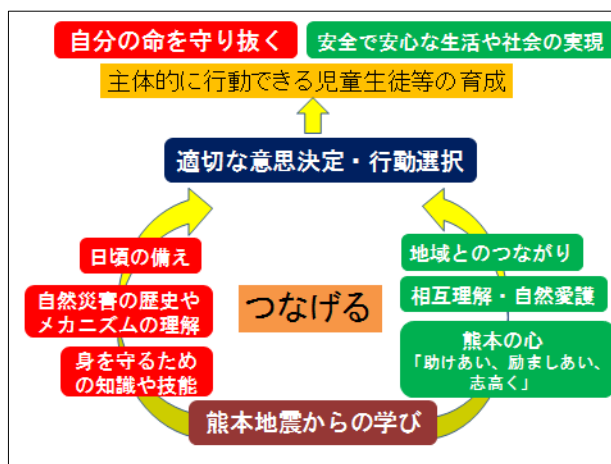 自分の命を守り抜く
安全で安心な生活や社会の実現
主体的に行動できる児童生徒等の育成
適切な意思決定・行動選択
日頃の備え
自然災害の歴史や
メカニズムの理解
身を守るため
の知識や技能
つなげる
地域とのつながり
相互理解・自然愛護
熊本の心
「助けあい、励ましあい、
志高く」
熊本地震からの学び